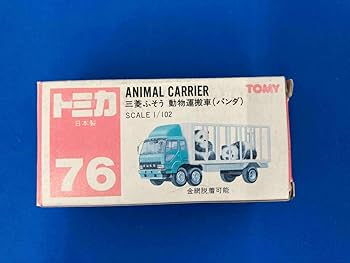 トミカ
日本製
76
ANIMAL CARRIER
三菱ふそう 動物運搬車(パンダ)
SCALE 1/102
TOMY
金網脱着可能